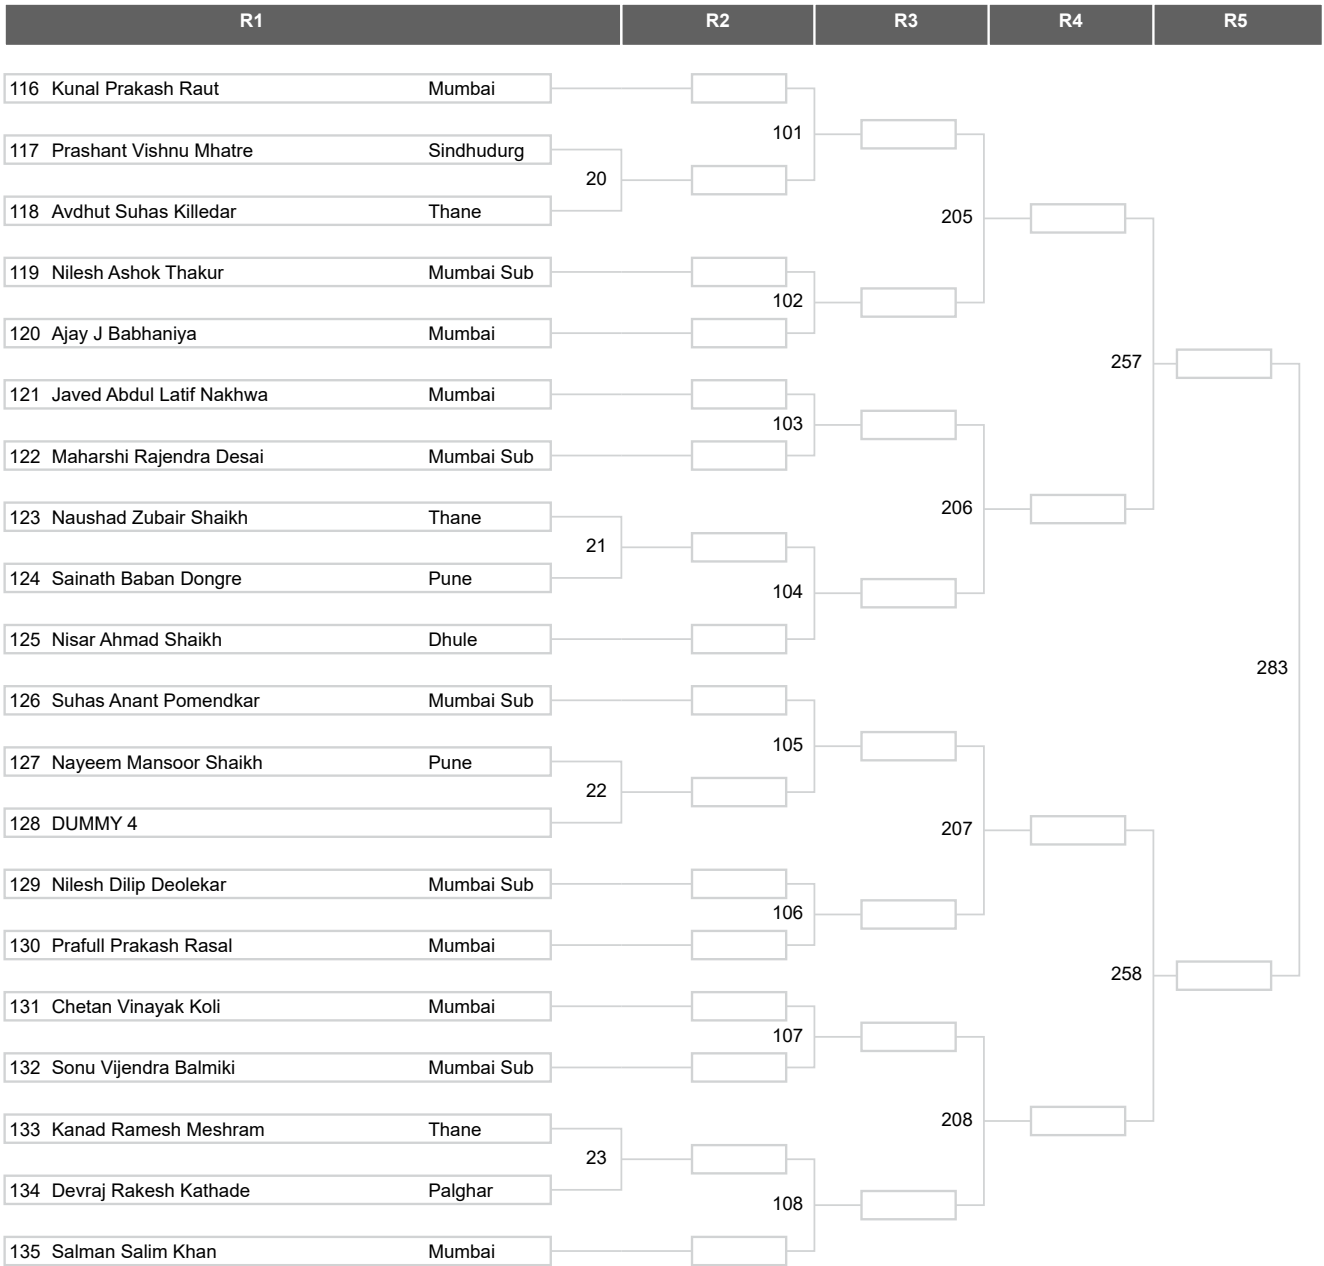 R1 R2 R3 R4 R5
116 Kunal Prakash Raut Mumbai
101
117 Prashant Vishnu Mhatre Sindhudurg
20
118 Avdhut Suhas Killedar Thane
205
119 Nilesh Ashok Thakur Mumbai Sub
102
120 Ajay J Babhaniya Mumbai
257
121 Javed Abdul Latif Nakhwa Mumbai
103
122 Maharshi Rajendra Desai Mumbai Sub
206
123 Naushad Zubair Shaikh Thane
21
124 Sainath Baban Dongre Pune
104
125 Nisar Ahmad Shaikh Dhule
283
126 Suhas Anant Pomendkar Mumbai Sub
105
127 Nayeem Mansoor Shaikh Pune
22
128 DUMMY 4
207
129 Nilesh Dilip Deolekar Mumbai Sub
106
130 Prafull Prakash Rasal Mumbai
258
131 Chetan Vinayak Koli Mumbai
107
132 Sonu Vijendra Balmiki Mumbai Sub
208
133 Kanad Ramesh Meshram Thane
23
134 Devraj Rakesh Kathade Palghar
108
135 Salman Salim Khan Mumbai